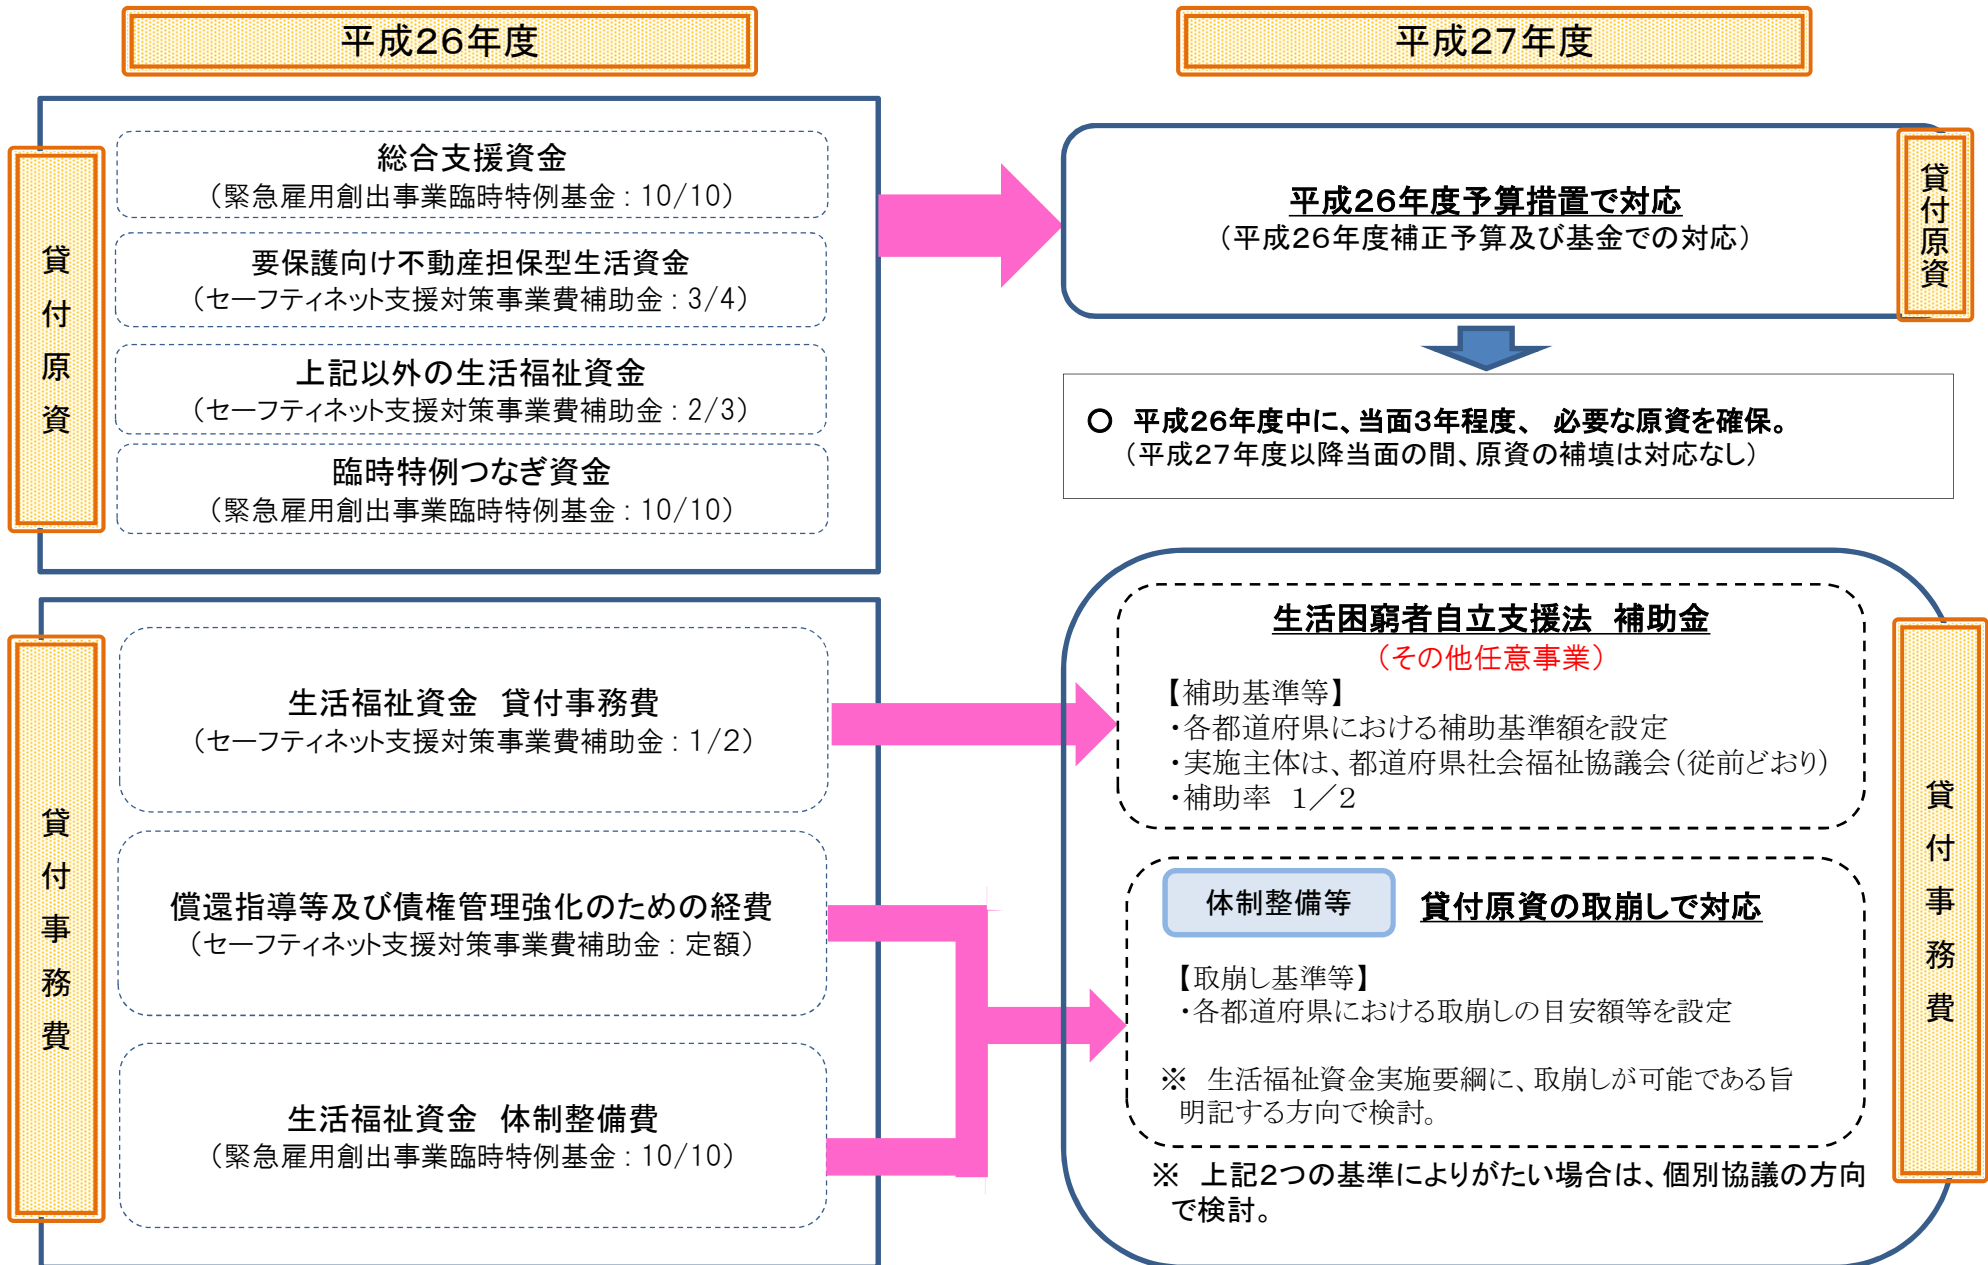 平成26年度
平成27年度
貸付原資
総合支援資金
（緊急雇用創出事業臨時特例基金：10/10）
要保護向け不動産担保型生活資金
（セーフティネット支援対策事業費補助金：3/4）
上記以外の生活福祉資金
（セーフティネット支援対策事業費補助金：2/3）
臨時特例つなぎ資金
（緊急雇用創出事業臨時特例基金：10/10）
平成26年度予算措置で対応
（平成26年度補正予算及び基金での対応）
貸付原資
○　平成26年度中に、当面3年程度、 必要な原資を確保。
（平成27年度以降当面の間、原資の補填は対応なし）
貸付事務費
生活福祉資金　貸付事務費
（セーフティネット支援対策事業費補助金：1/2）
償還指導等及び債権管理強化のための経費
（セーフティネット支援対策事業費補助金：定額）
生活福祉資金　体制整備費
（緊急雇用創出事業臨時特例基金：10/10）
生活困窮者自立支援法　補助金
（その他任意事業）
【補助基準等】
・各都道府県における補助基準額を設定
・実施主体は、都道府県社会福祉協議会（従前どおり）
・補助率　1／2
体制整備等
貸付原資の取崩しで対応
【取崩し基準等】
・各都道府県における取崩しの目安額等を設定
※　生活福祉資金実施要綱に、取崩しが可能である旨
明記する方向で検討。
※　上記2つの基準によりがたい場合は、個別協議の方向
で検討。
貸付事務費